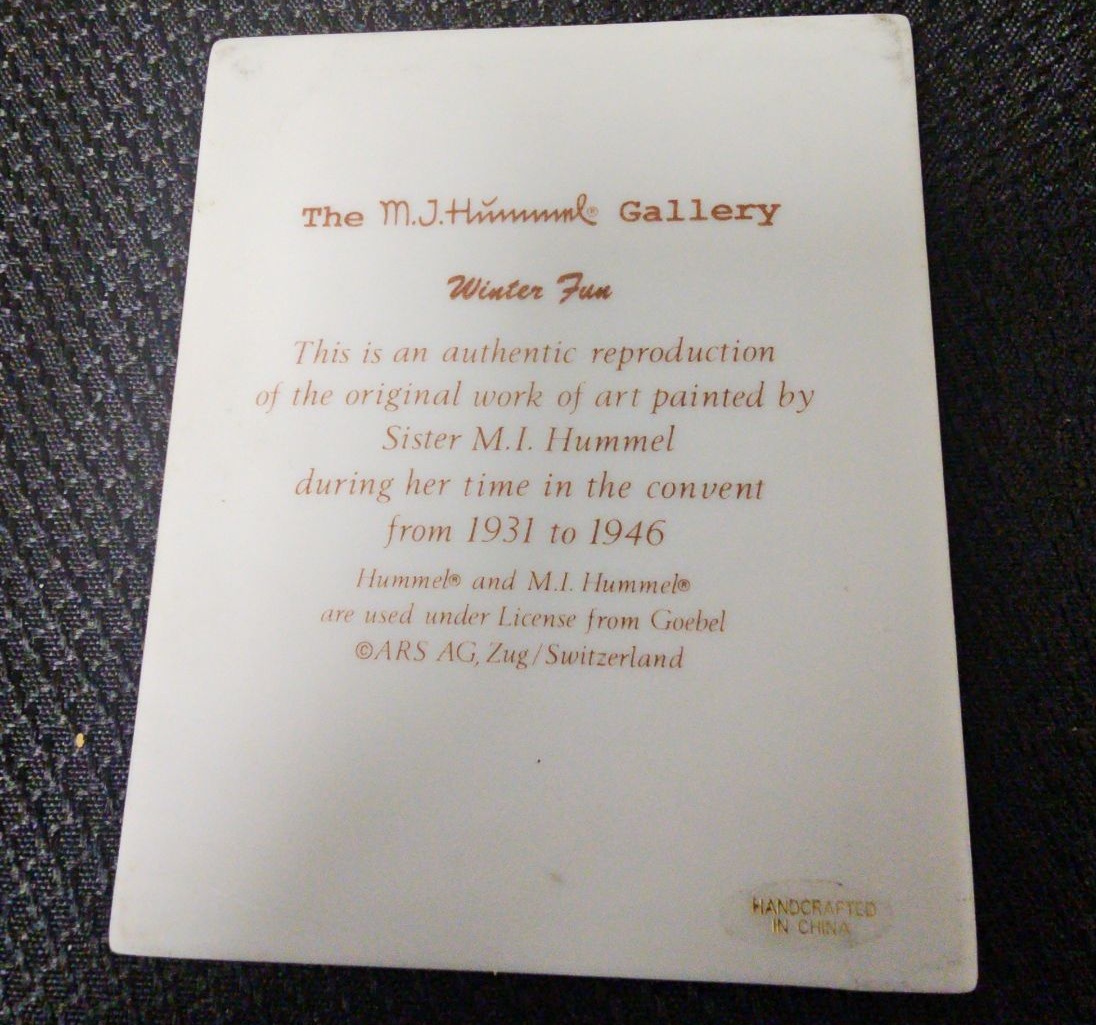 The M.J.Hummel® Gallery
Winter Fun
This is an authentic reproduction
of the original work of art painted by
Sister M.I. Hummel
during her time in the convent
from 1931 to 1946
Hummel® and M.I. Hummel®
are used under License from Goebel
©ARS AG, Zug/Switzerland
HANDCRAFTED
IN CHINA